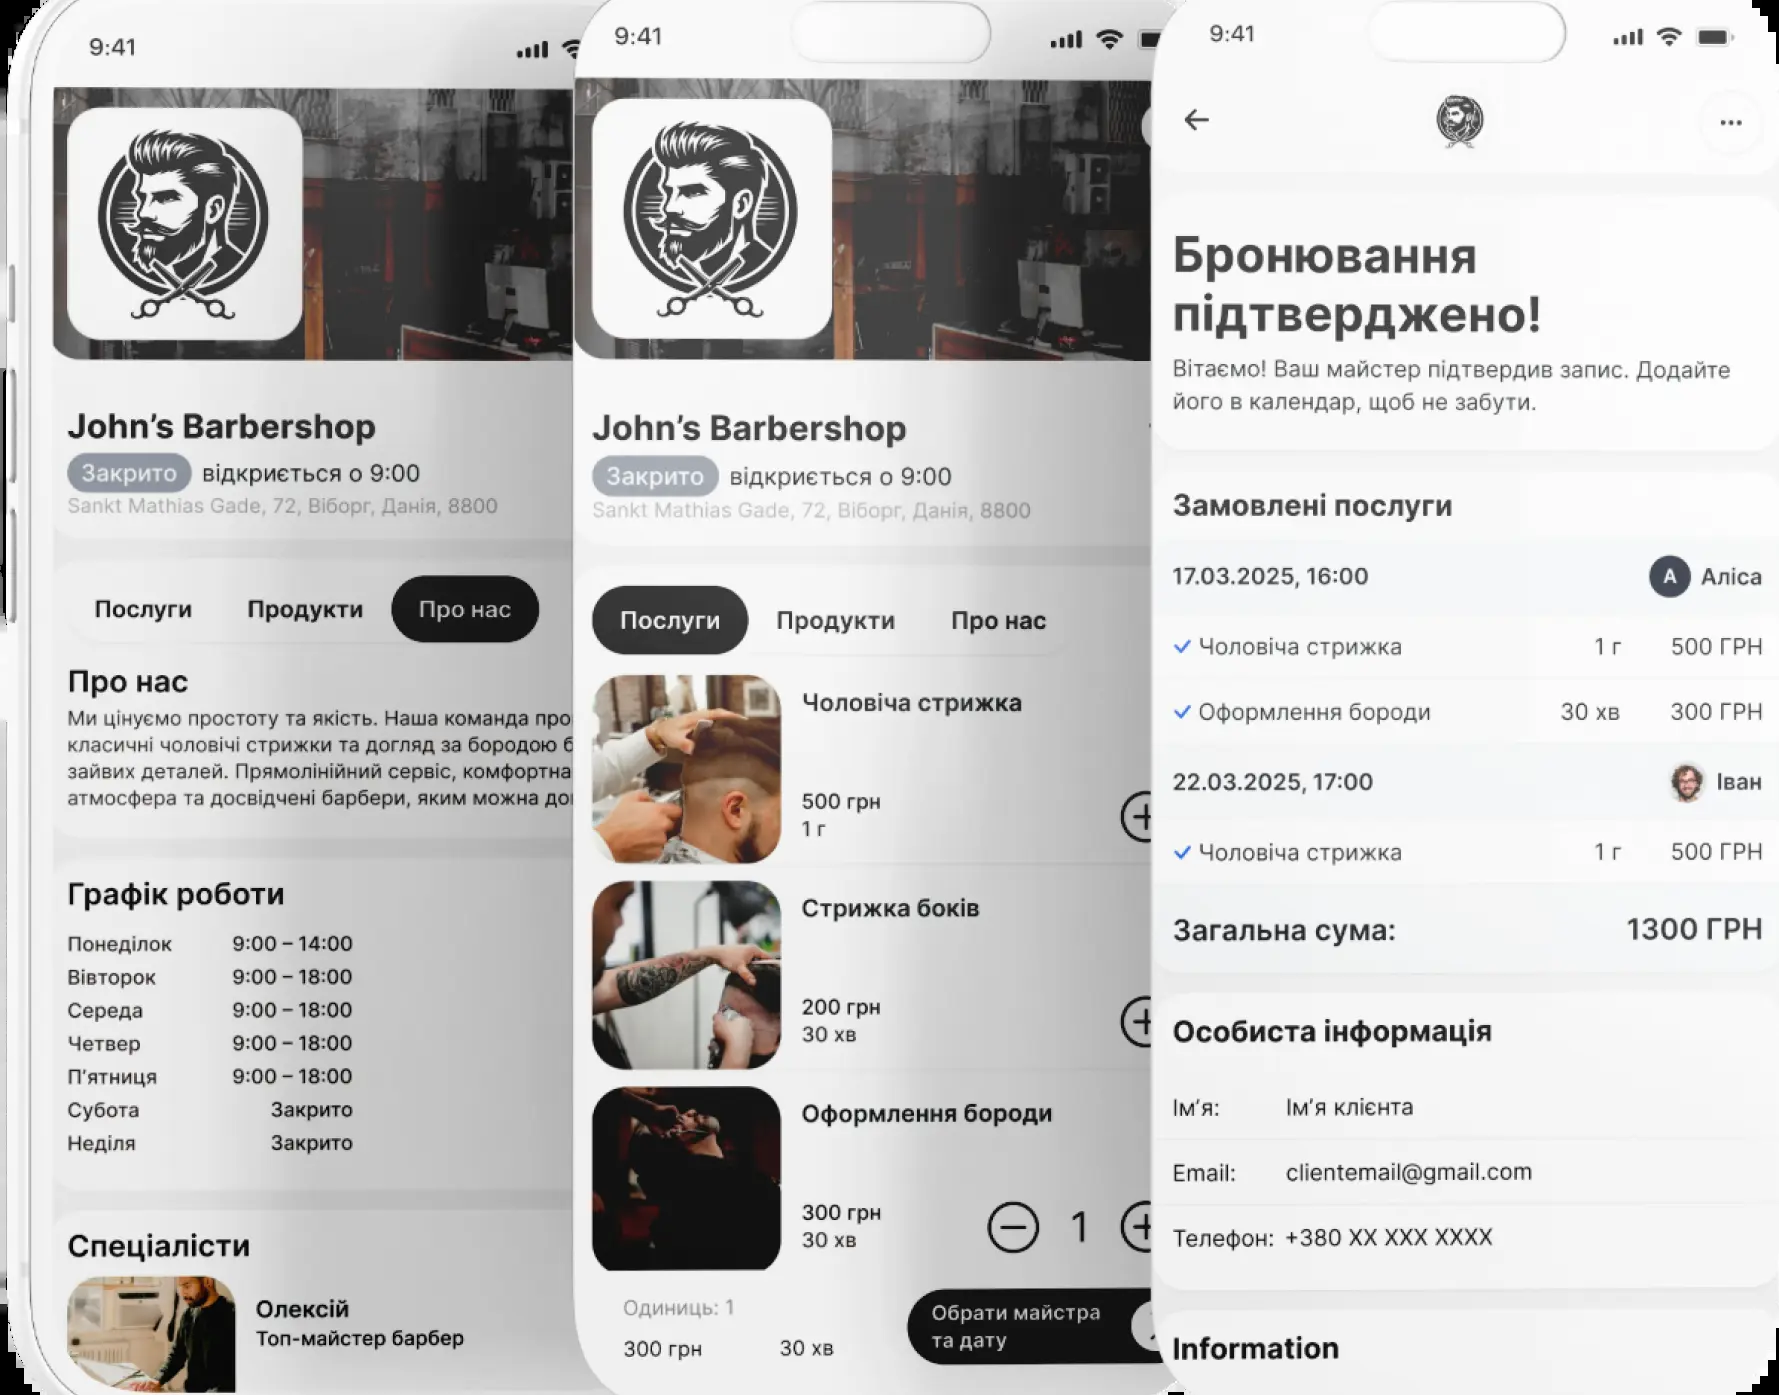 9:41
John's Barbershop
Закрито відкриється о 9:00
Sankt Mathias Gade, 72, Віборг, Данія, 8800
Послуги Продукти Про нас
Про нас
Ми цінуємо простоту та якість. Наша команда про
класичні чоловічі стрижки та догляд за бородою б
зайвих деталей. Прямолінійний сервіс, комфортна
атмосфера та досвідчені барбери, яким можна
Графік роботи
Понеділок 9:00 – 14:00
Вівторок 9:00 – 18:00
Середа 9:00 – 18:00
Четвер 9:00 – 18:00
П'ятниця 9:00 – 18:00
Субота Закрито
Неділя Закрито
Спеціалісти
Олексій
Топ-майстер барбер
9:41
John's Barbershop
Закрито відкриється о 9:00
Sankt Mathias Gade, 72, Віборг, Данія, 8800
Послуги Продукти Про нас
Чоловіча стрижка
500 грн
1 г
Стрижка боків
200 грн
30 хв
Оформлення бороди
300 грн
30 хв
1
Одиниць: 1
300 грн 30 хв
Обрати майстра
та дату
9:41
Бронювання
підтверджено!
Вітаємо! Ваш майстер підтвердив запис. Додайте
його в календар, щоб не забути.
Замовлені послуги
17.03.2025, 16:00 A Аліса
Чоловіча стрижка 1 г 500 ГРН
Оформлення бороди 30 хв 300 ГРН
22.03.2025, 17:00 Іван
Чоловіча стрижка 1 г 500 ГРН
Загальна сума: 1300 ГРН
Особиста інформація
Ім'я: Ім'я клієнта
Email: clientemail@gmail.com
Телефон: +380 XX XXX XXXX
Information